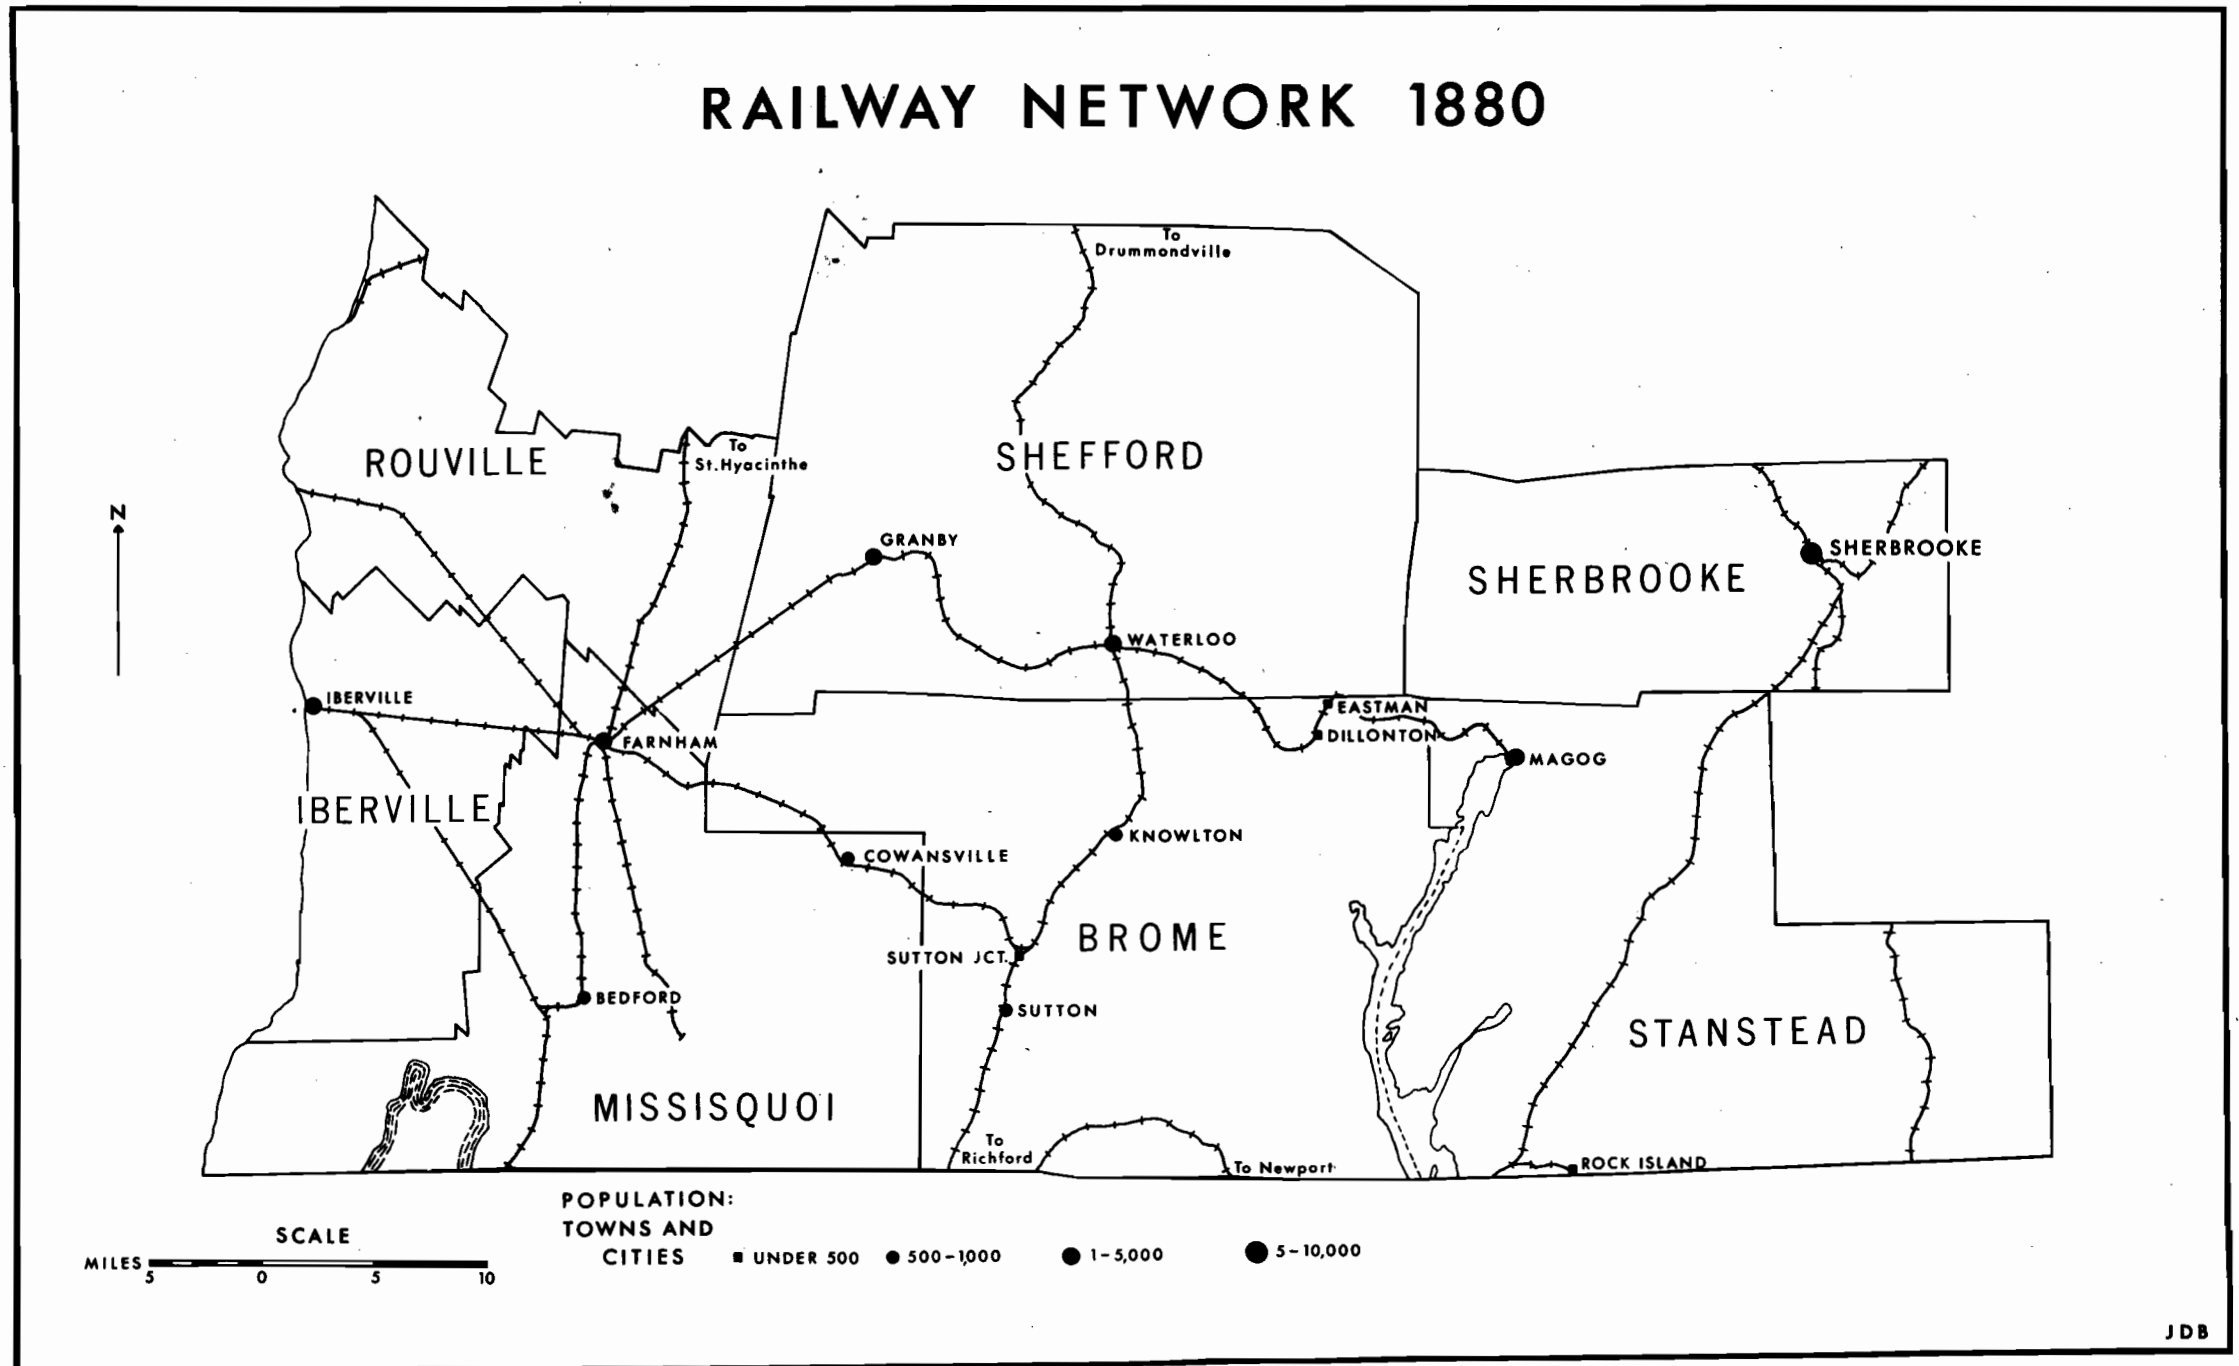 RAILWAY NETWORK 1880
To
Drummondville
ROUVILLE
To
St.Hyacinthe
SHEFFORD
N
GRANBY
SHERBROOKE
SHERBROOKE
WATERLOO
IBERVILLE
EASTMAN
FARNHAM
DILLONTON
MAGOG
IBERVILLE
KNOWLTON
COWANSVILLE
BROME
SUTTON JCT.
BEDFORD
SUTTON
STANSTEAD
MISSISQUOI
To
Richford
To Newport
ROCK ISLAND
POPULATION:
TOWNS AND
CITIES
UNDER 500
500-1,000
1-5,000
5-10,000
SCALE
MILES
5 0 5 10
JDB